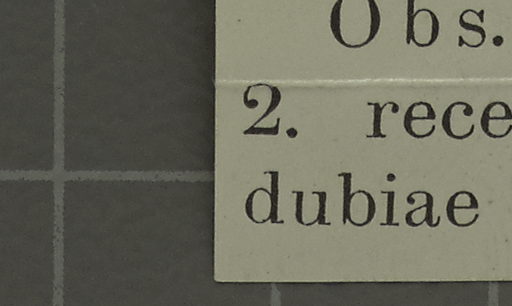 Obs.
2. rece
dubiae